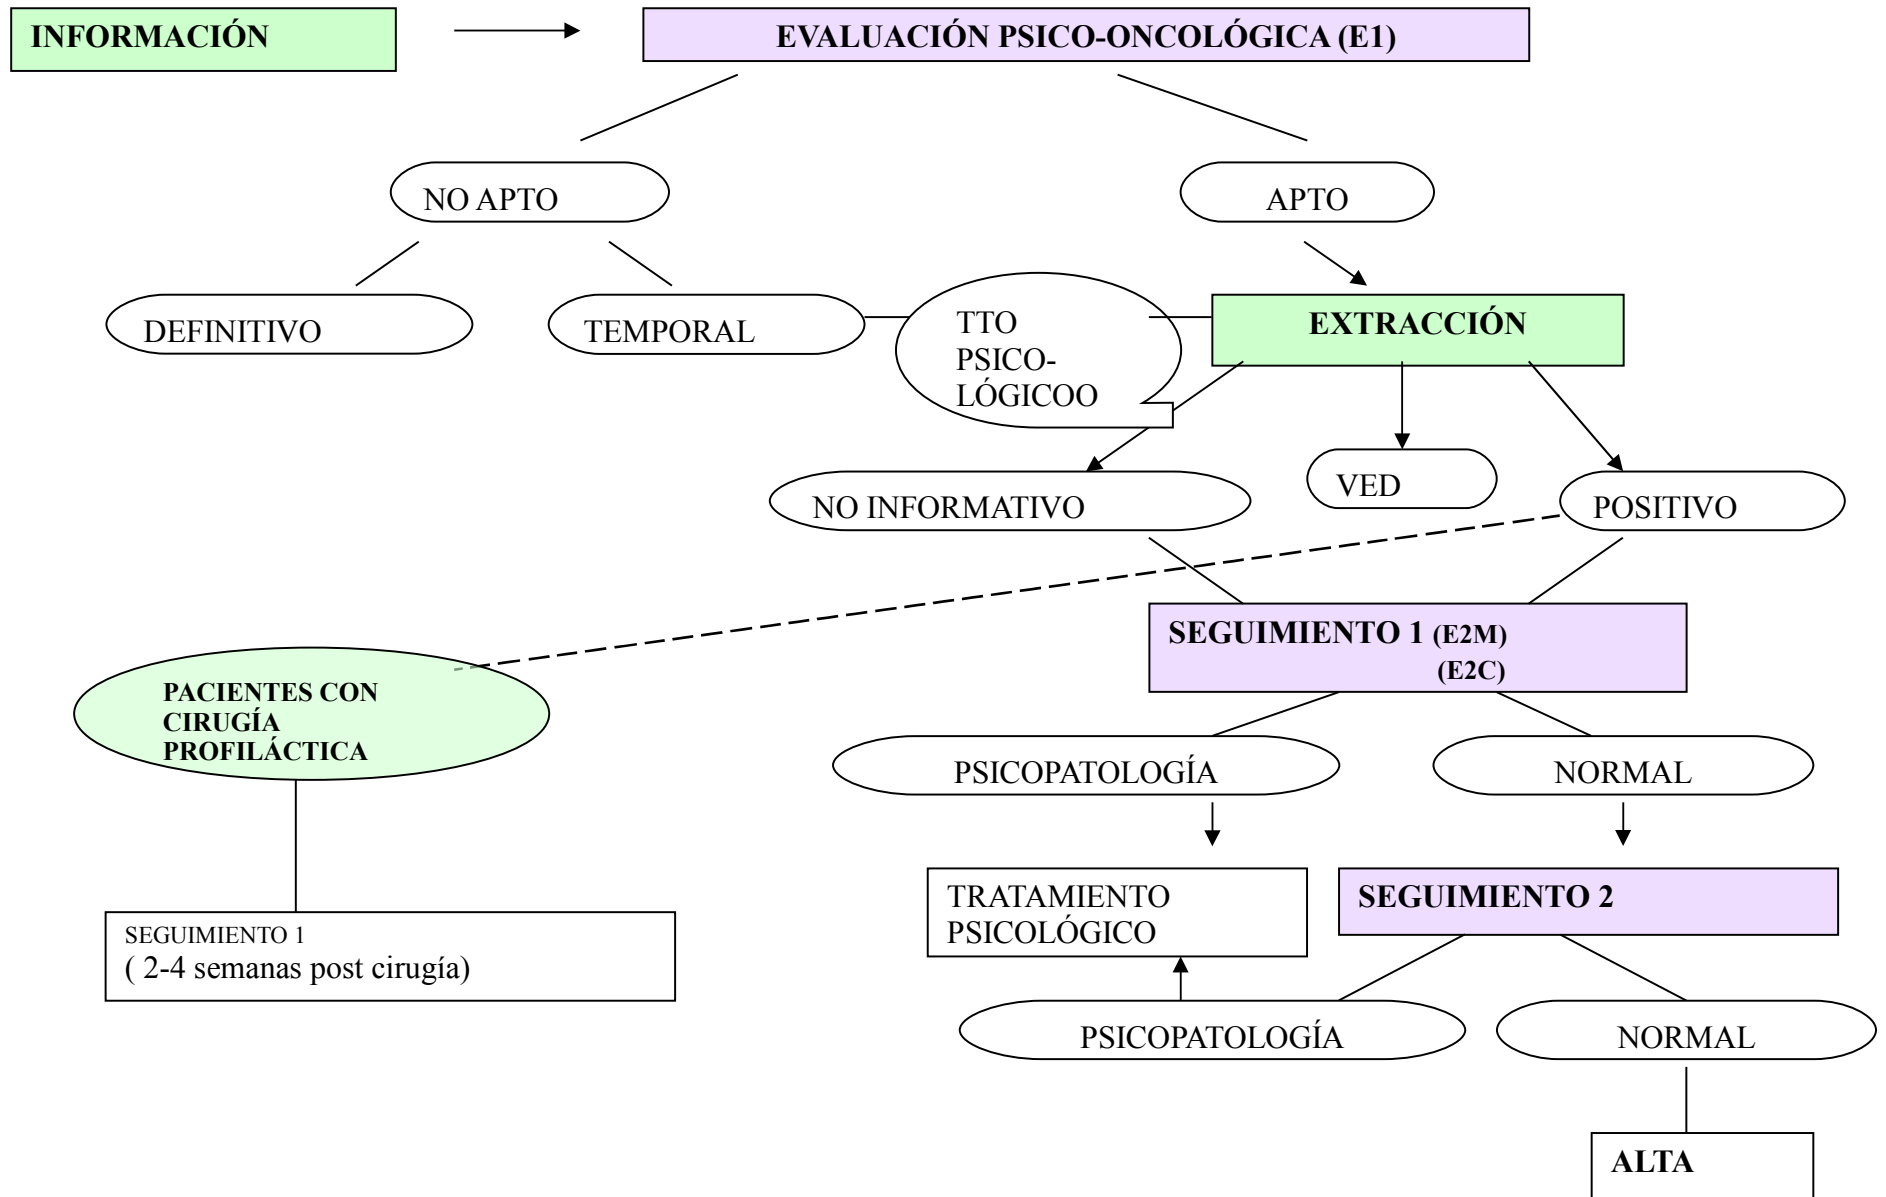 INFORMACIÓN
EVALUACIÓN PSICO-ONCOLÓGICA (E1)
NO APTO
APTO
DEFINITIVO
TEMPORAL
TTO
PSICO-
LÓGICOO
EXTRACCIÓN
NO INFORMATIVO
VED
POSITIVO
SEGUIMIENTO 1 (E2M)
(E2C)
PACIENTES CON
CIRUGÍA
PROFILÁCTICA
PSICOPATOLOGÍA
NORMAL
TRATAMIENTO
PSICOLÓGICO
SEGUIMIENTO 2
SEGUIMIENTO 1
( 2-4 semanas post cirugía)
PSICOPATOLOGÍA
NORMAL
ALTA